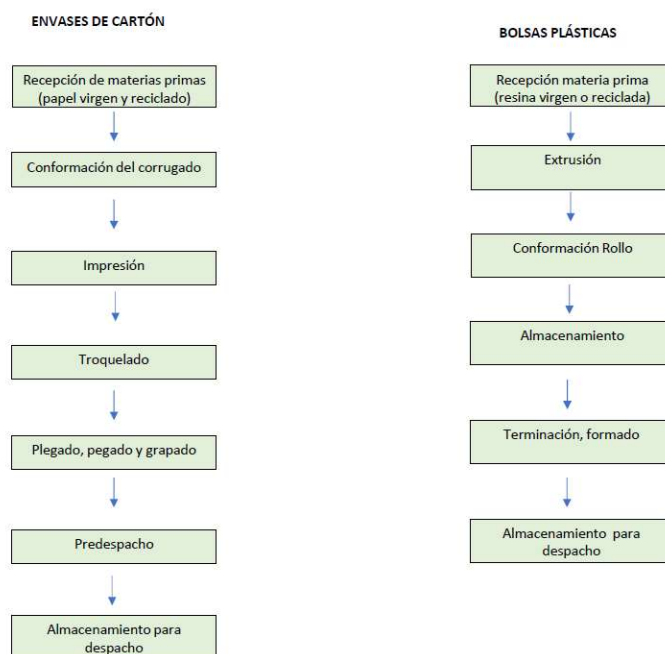 ENVASES DE CARTÓN
Recepción de materias primas
(papel virgen y reciclado)
Conformación del corrugado
Impresión
Troquelado
Plegado, pegado y grapado
Predespacho
Almacenamiento para
despacho
BOLSAS PLÁSTICAS
Recepción materia prima
(resina virgen o reciclada)
Extrusión
Conformación Rollo
Almacenamiento
Terminación, formado
Almacenamiento para
despacho